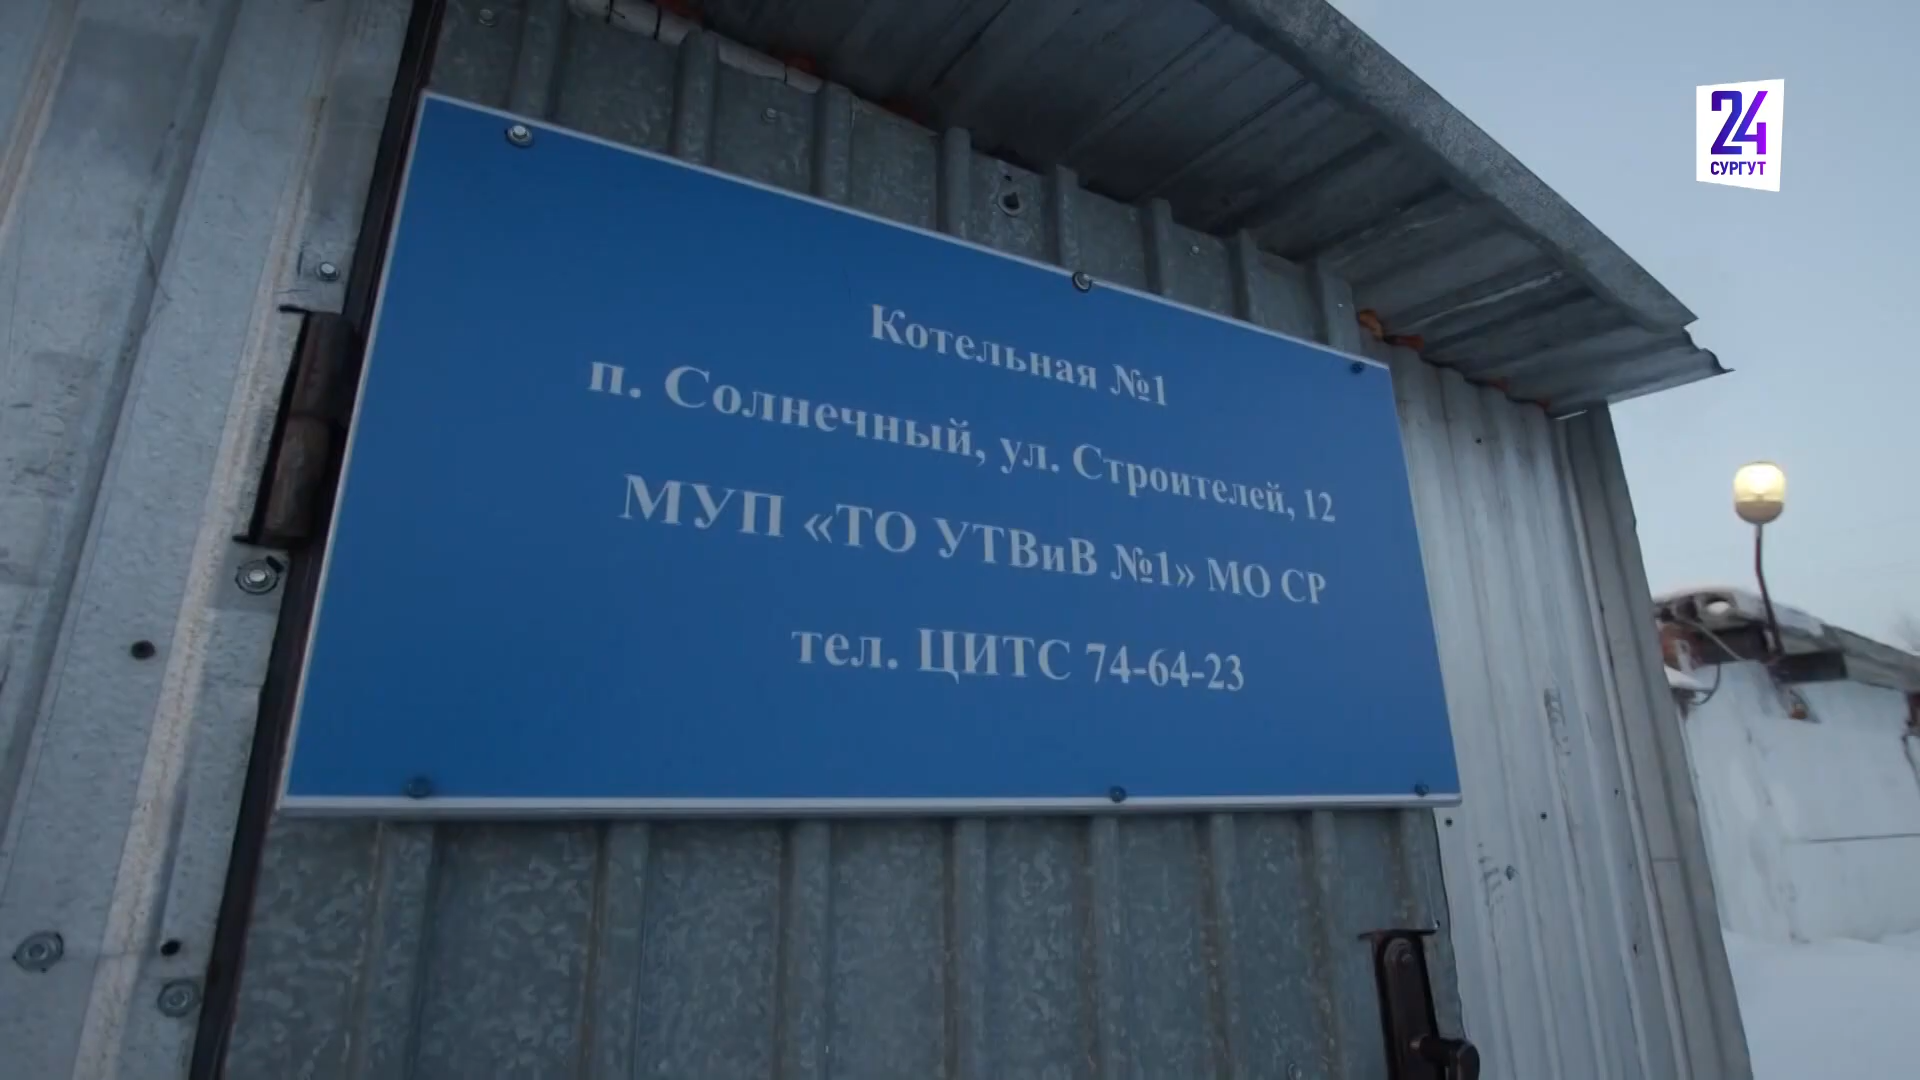 Котельная №1
п. Солнечный, ул. Строителей, 12
МУП «ТО УТВиВ №1» МО СР
тел. ЦИТС 74-64-23
24
СУРГУТ